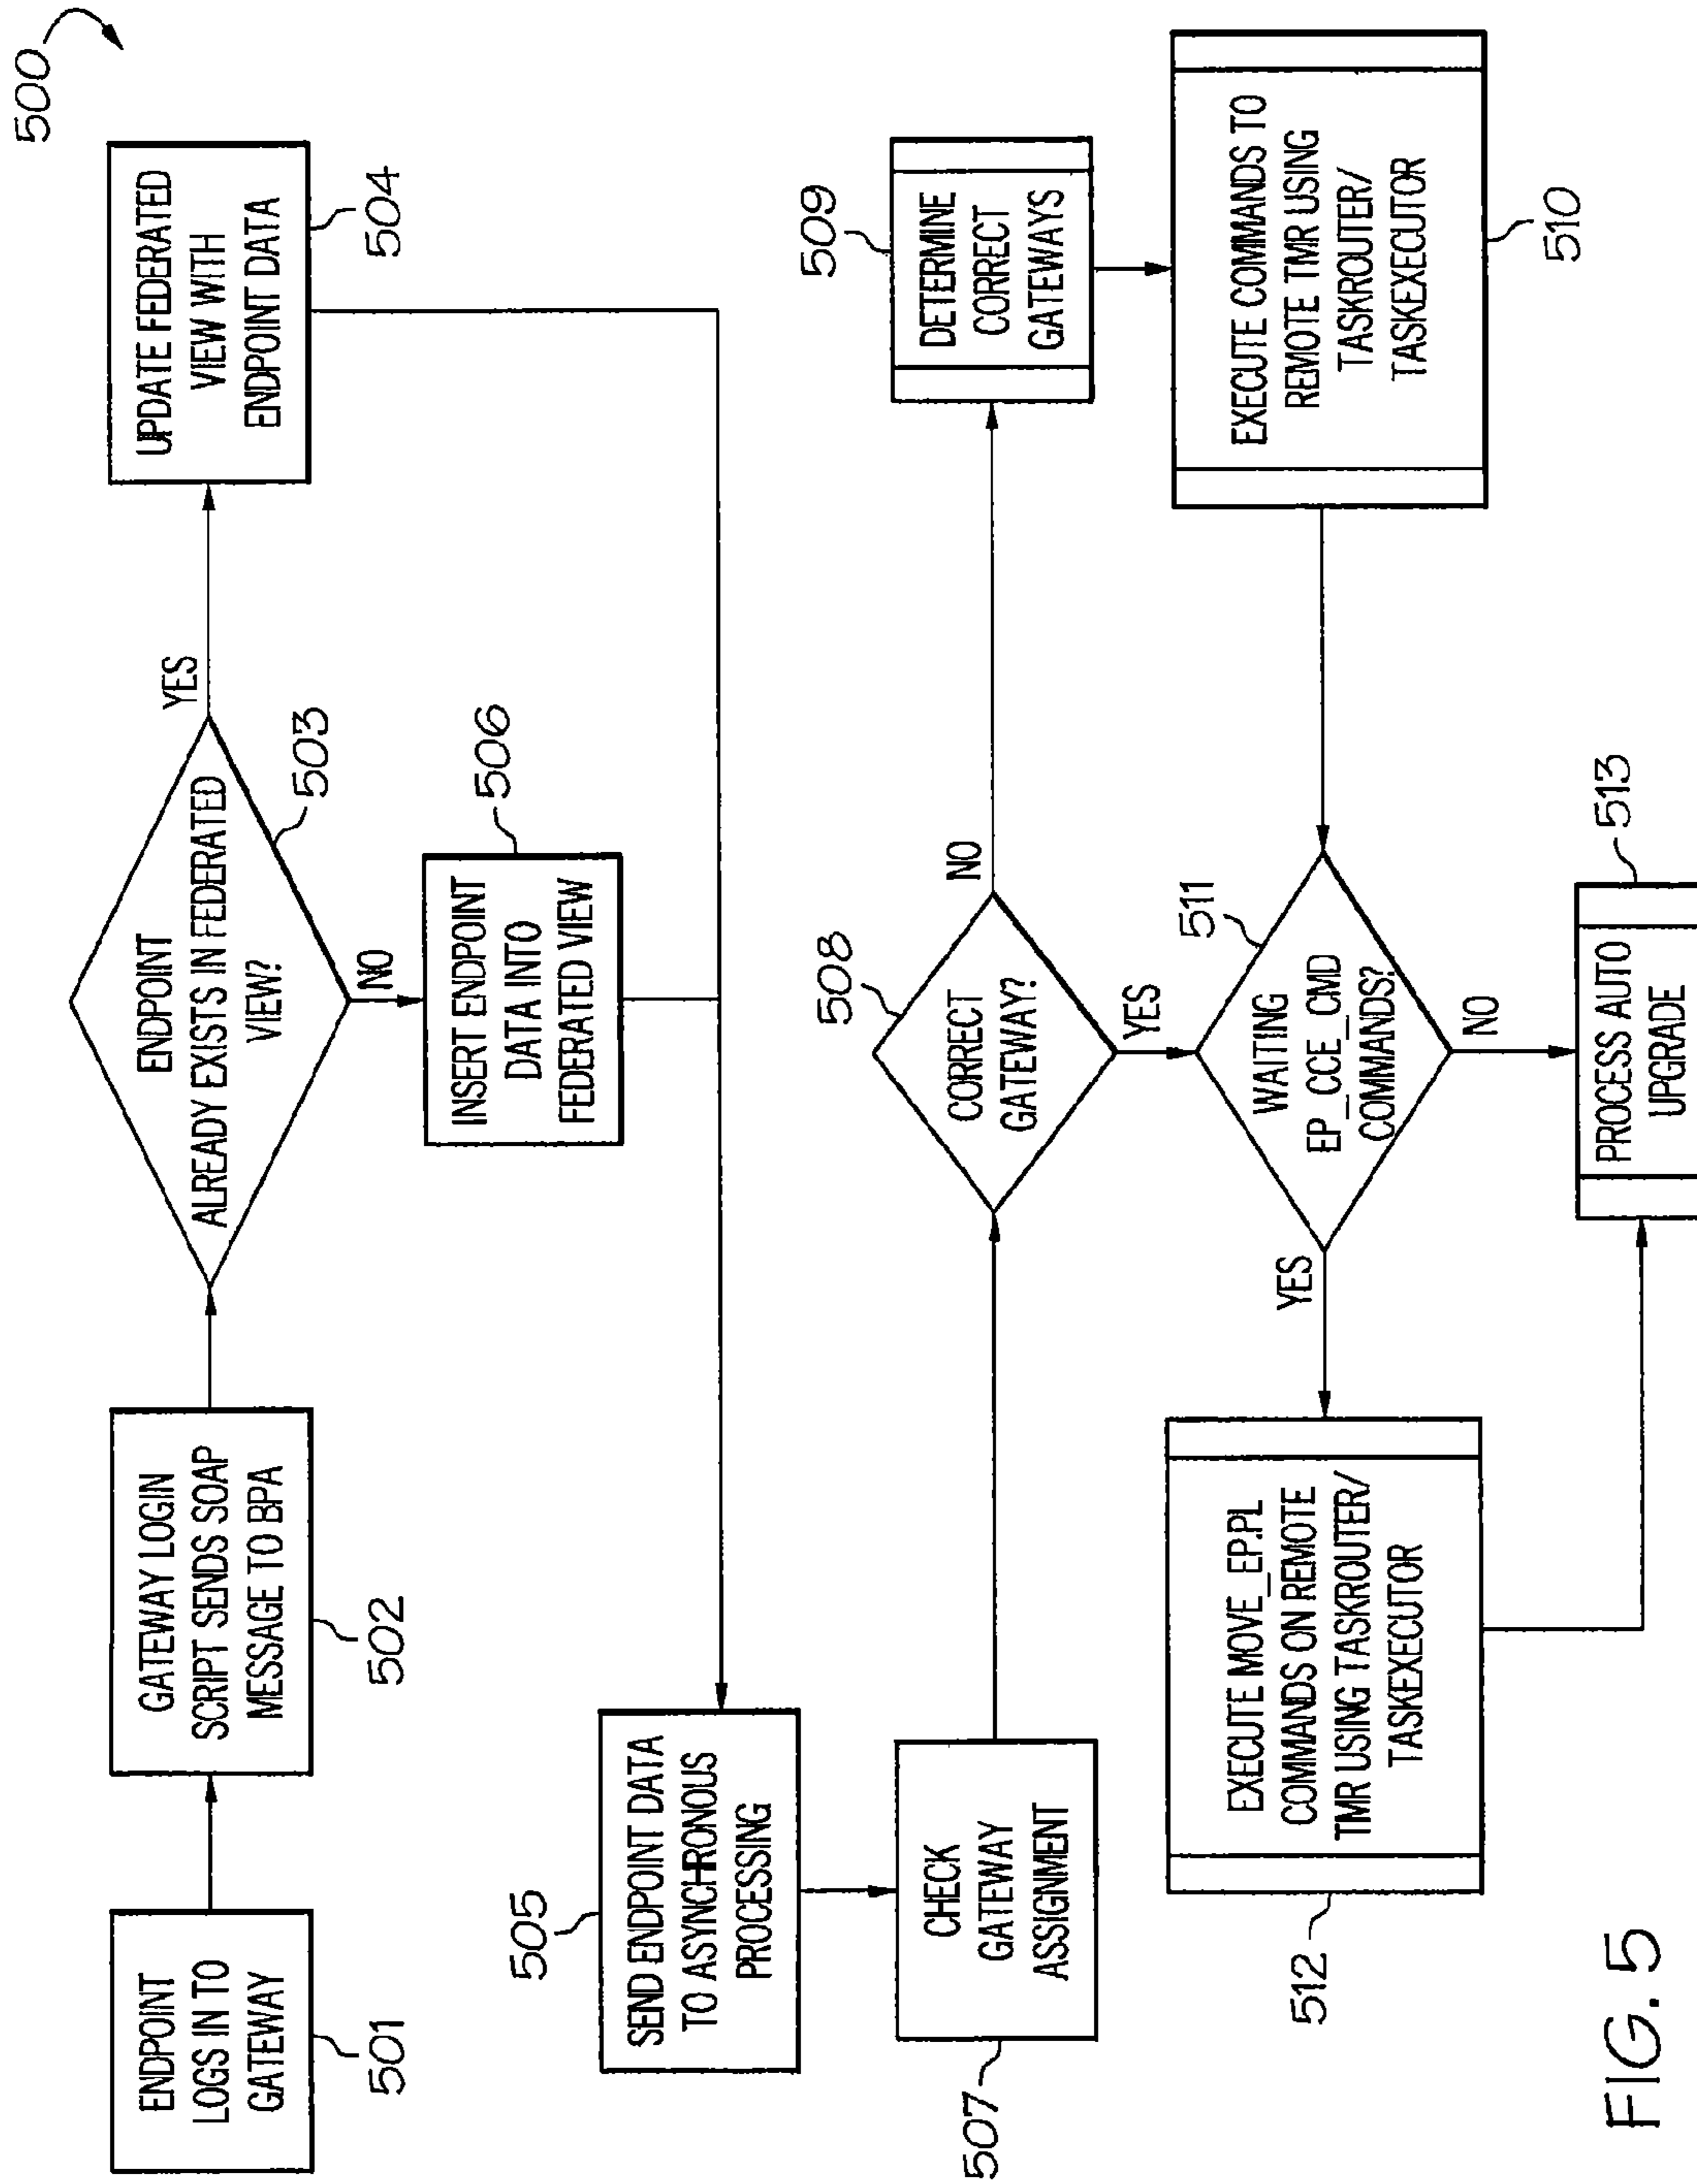 500
ENDPOINT
LOGS IN TO
GATEWAY
501
GATEWAY LOGIN
SCRIPT SENDS SOAP
MESSAGE TO BPA
502
ENDPOINT
ALREADY EXISTS IN FEDERATED
VIEW?
503
YES
NO
UPDATE FEDERATED
VIEW WITH
ENDPOINT DATA
504
INSERT ENDPOINT
DATA INTO
FEDERATED VIEW
506
505
SEND ENDPOINT DATA
TO ASYNCHRONOUS
PROCESSING
CHECK
GATEWAY
ASSIGNMENT
507
508
CORRECT
GATEWAY?
NO
YES
509
DETERMINE
CORRECT
GATEWAYS
EXECUTE COMMANDS TO
REMOTE TMR USING
TASKROUTER/
TASKEXECUTOR
510
511
WAITING
EP_CCE_CMD
COMMANDS?
YES
NO
EXECUTE MOVE_EP.PL
COMMANDS ON REMOTE
TMR USING TASKROUTER/
TASKEXECUTOR
512
513
PROCESS AUTO
UPGRADE
FIG. 5